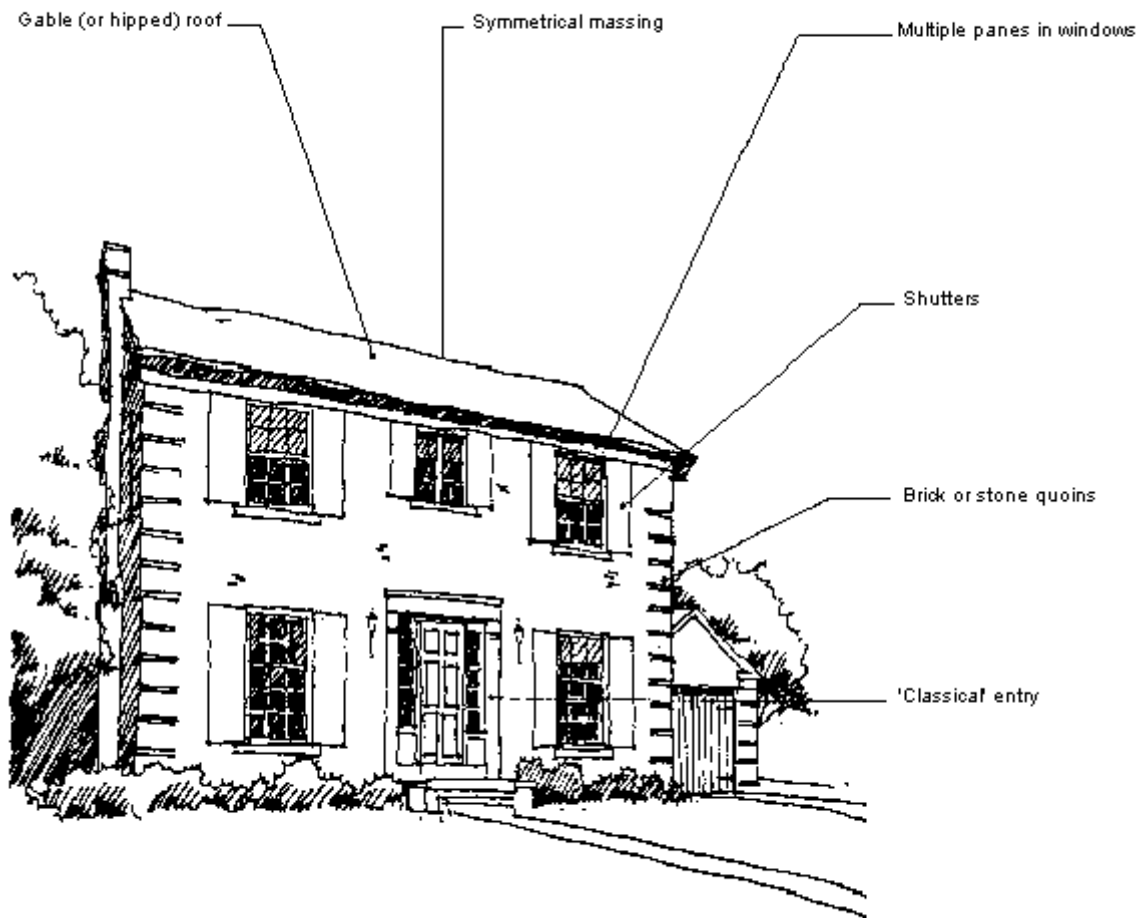 Gable (or hipped) roof
Symmetrical massing
Multiple panes in windows
Shutters
Brick or stone quoins
'Classical' entry